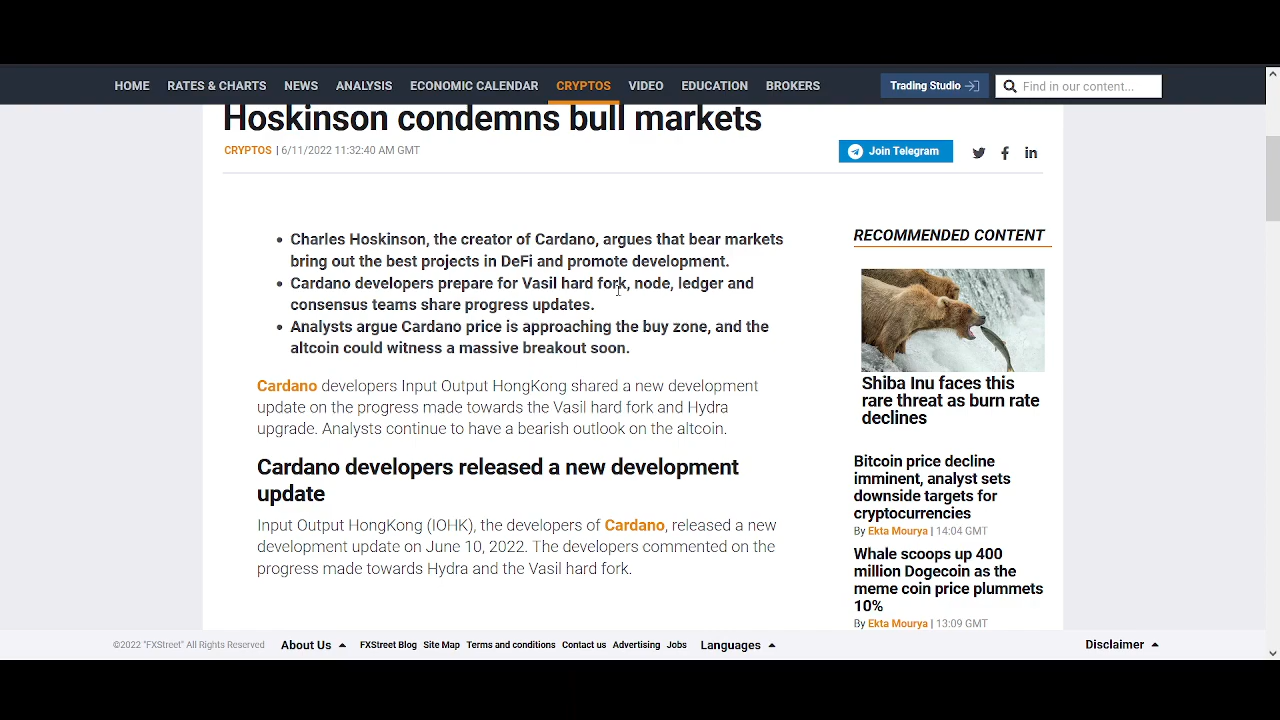 HOME RATES & CHARTS NEWS ANALYSIS ECONOMIC CALENDAR CRYPTOS VIDEO EDUCATION BROKERS Trading Studio Find in our content...
Hoskinson condemns bull markets
CRYPTOS | 6/11/2022 11:32:40 AM GMT
Join Telegram
• Charles Hoskinson, the creator of Cardano, argues that bear markets
bring out the best projects in DeFi and promote development.
• Cardano developers prepare for Vasil hard fork, node, ledger and
consensus teams share progress updates.
• Analysts argue Cardano price is approaching the buy zone, and the
altcoin could witness a massive breakout soon.
Cardano developers Input Output HongKong shared a new development
update on the progress made towards the Vasil hard fork and Hydra
upgrade. Analysts continue to have a bearish outlook on the altcoin.
Cardano developers released a new development
update
Input Output HongKong (IOHK), the developers of Cardano, released a new
development update on June 10, 2022. The developers commented on the
progress made towards Hydra and the Vasil hard fork.
RECOMMENDED CONTENT
Shiba Inu faces this
rare threat as burn rate
declines
Bitcoin price decline
imminent, analyst sets
downside targets for
cryptocurrencies
By Ekta Mourya | 14:04 GMT
Whale scoops up 400
million Dogecoin as the
meme coin price plummets
10%
By Ekta Mourya | 13:09 GMT
©2022 "FXStreet" All Rights Reserved About Us FXStreet Blog Site Map Terms and conditions Contact us Advertising Jobs Languages Disclaimer